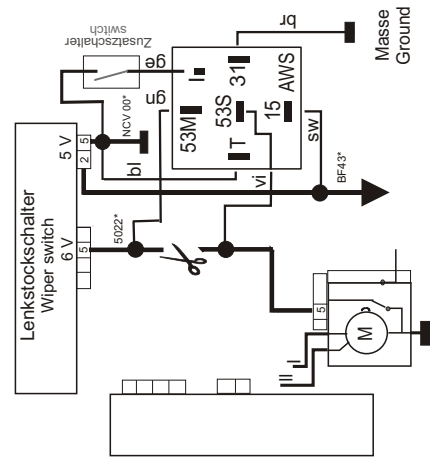 Lenkstockschalter
Wiper switch
6 V
5 V
5
5
2
NCV 00*
5022*
BF43*
Zusatzschalter
switch
ge
gn
bl
vi
sw
br
I
53M
53S
31
T
15
AWS
Masse
Ground
5
M
I
II